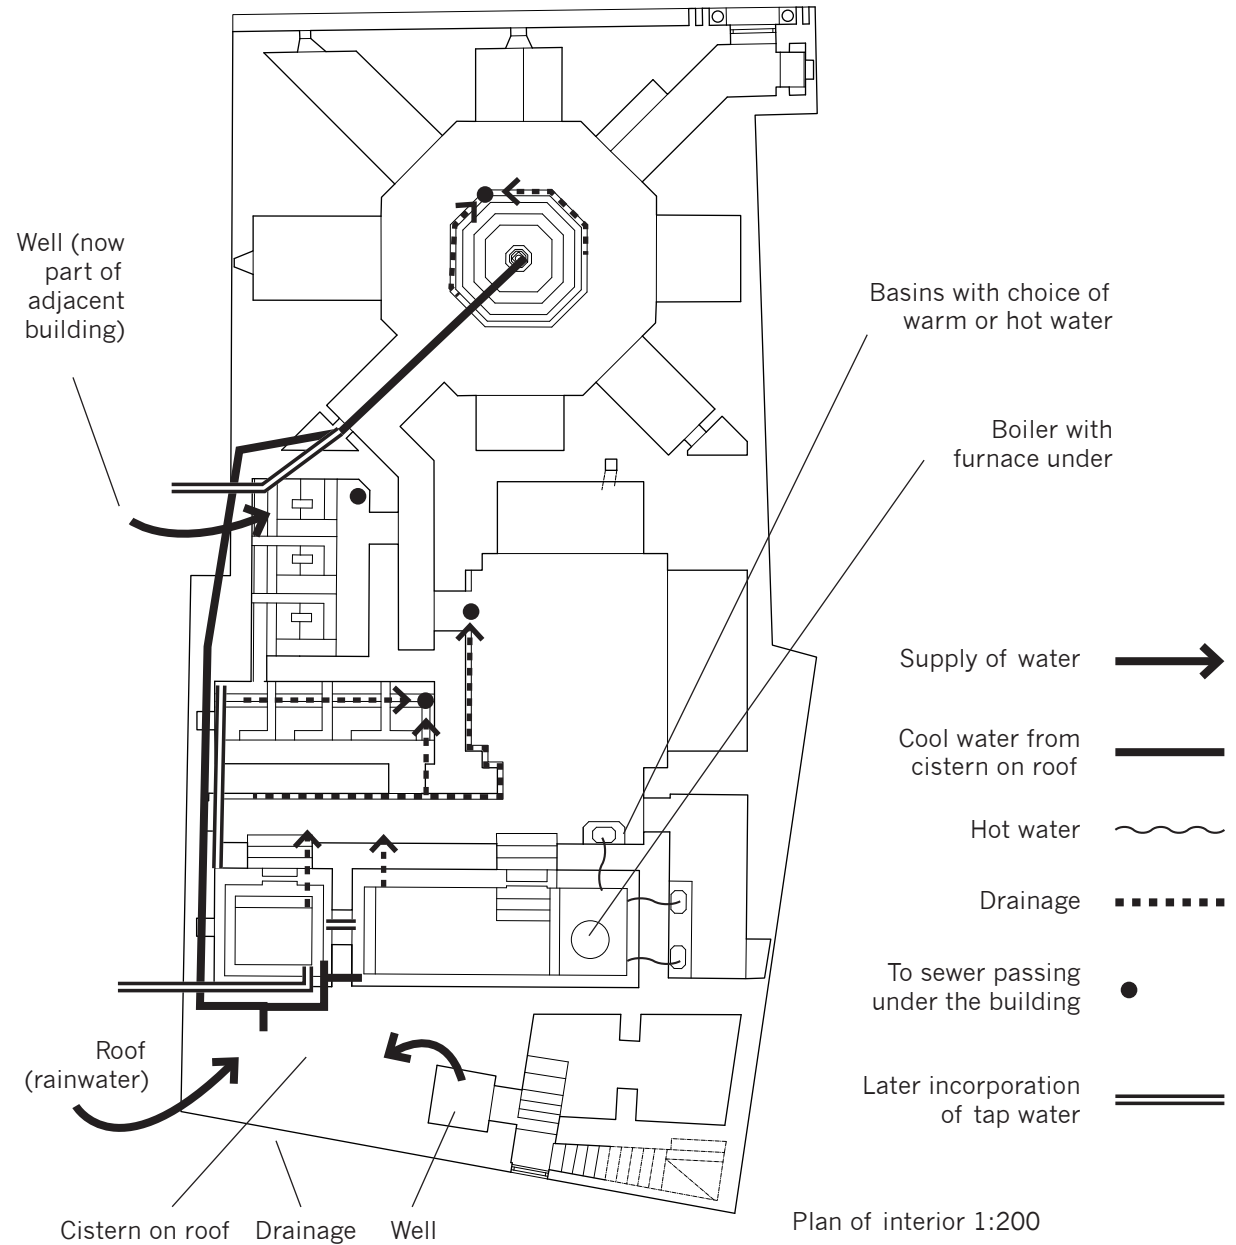 Well (now
part of
adjacent
building)
Basins with choice of
warm or hot water
Boiler with
furnace under
Supply of water
Cool water from
cistern on roof
Hot water
Drainage
To sewer passing
under the building
Later incorporation
of tap water
Roof
(rainwater)
Cistern on roof
Drainage
Well
Plan of interior 1:200